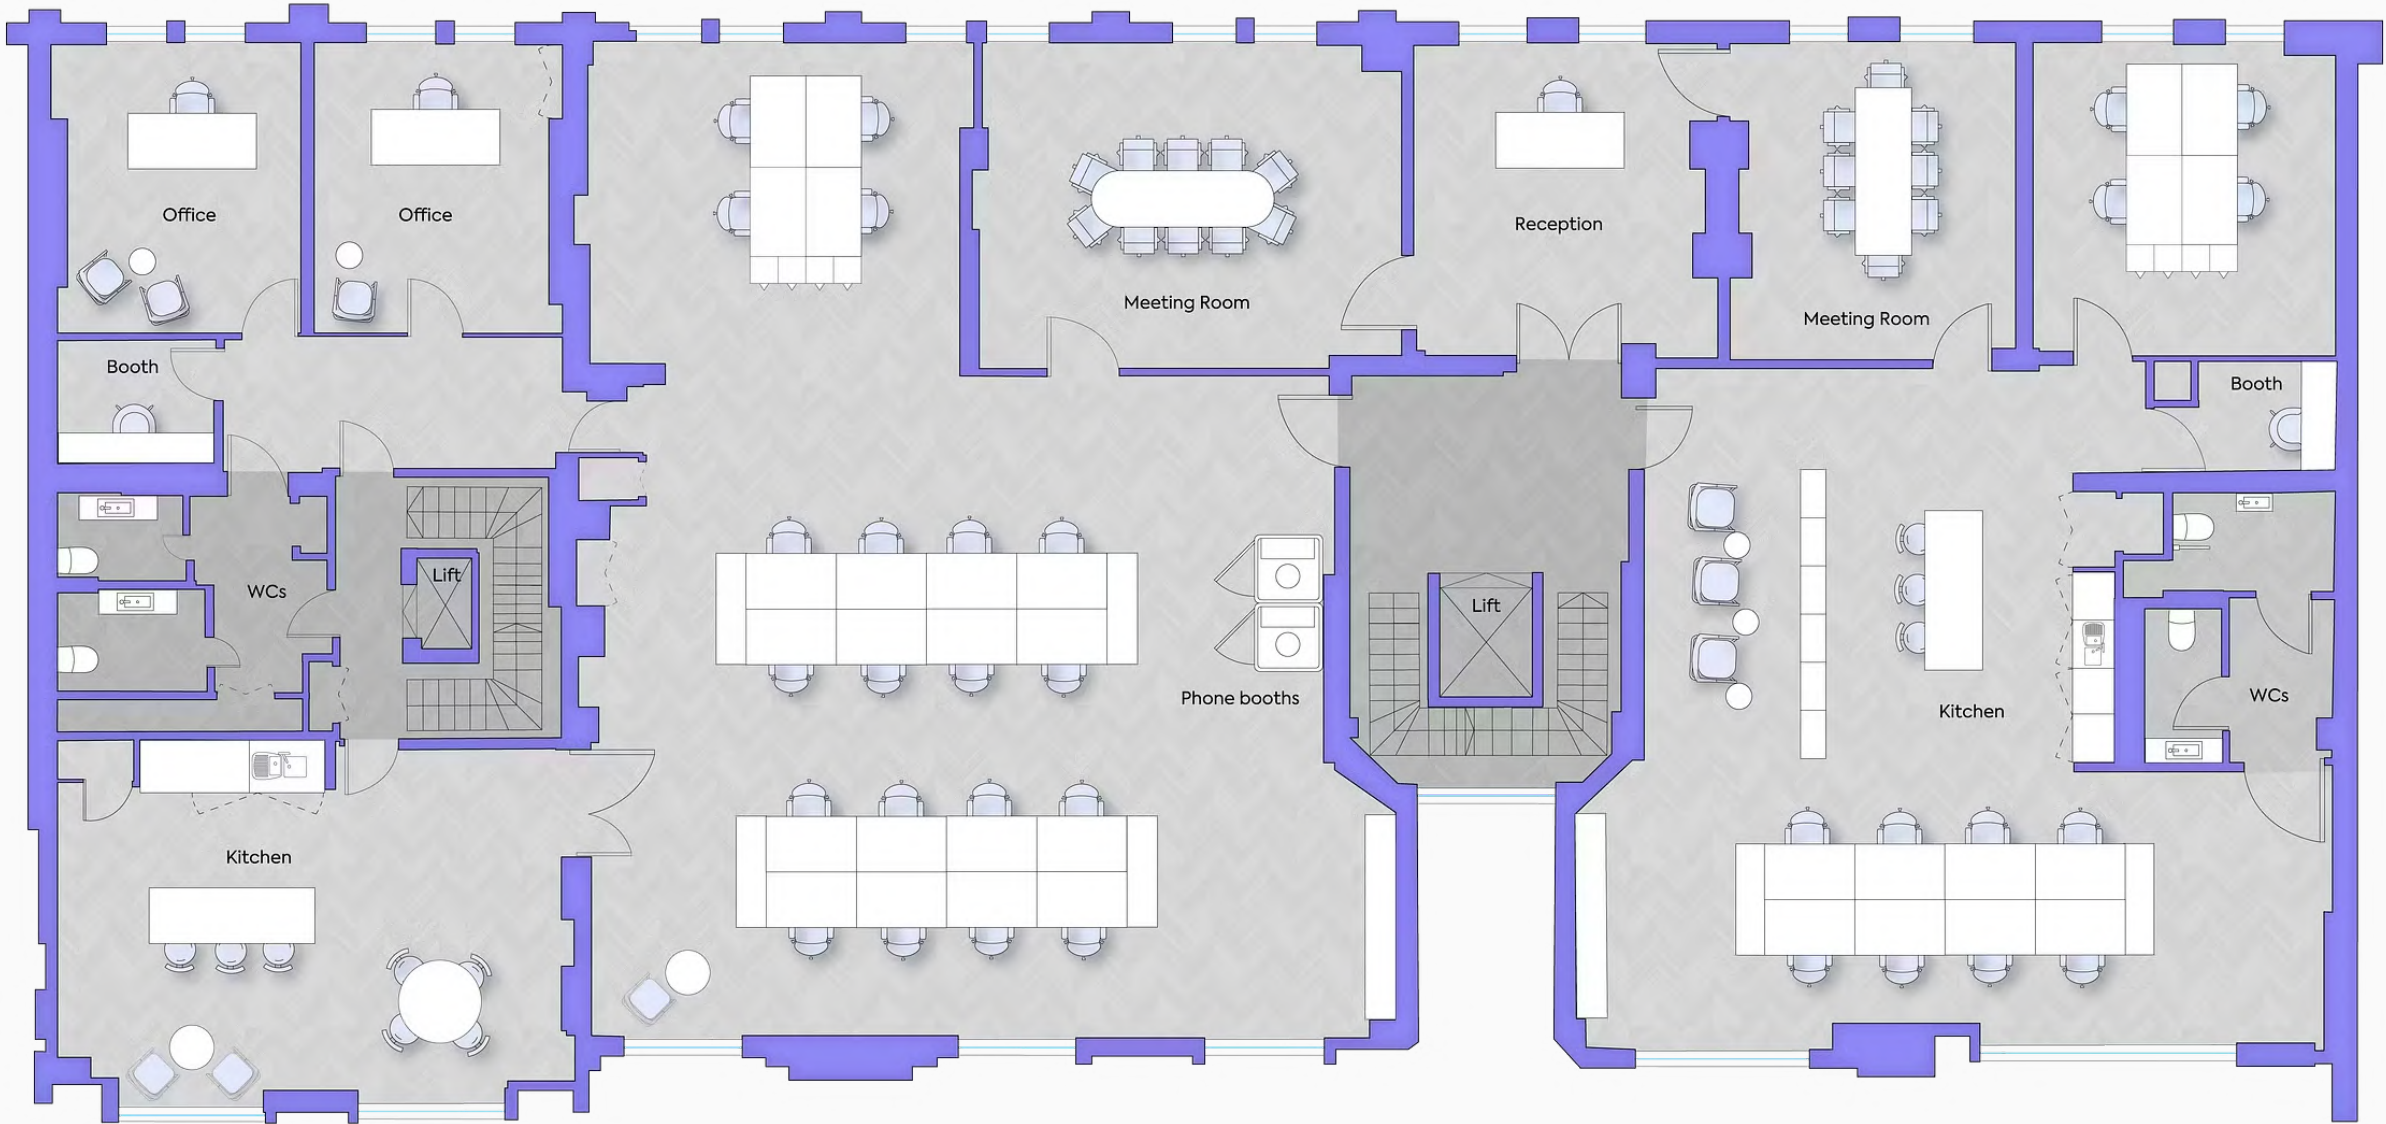 Office
Office
Reception
Meeting Room
Meeting Room
Booth
Booth
Lift
WCs
Lift
Phone booths
WCs
Kitchen
Kitchen